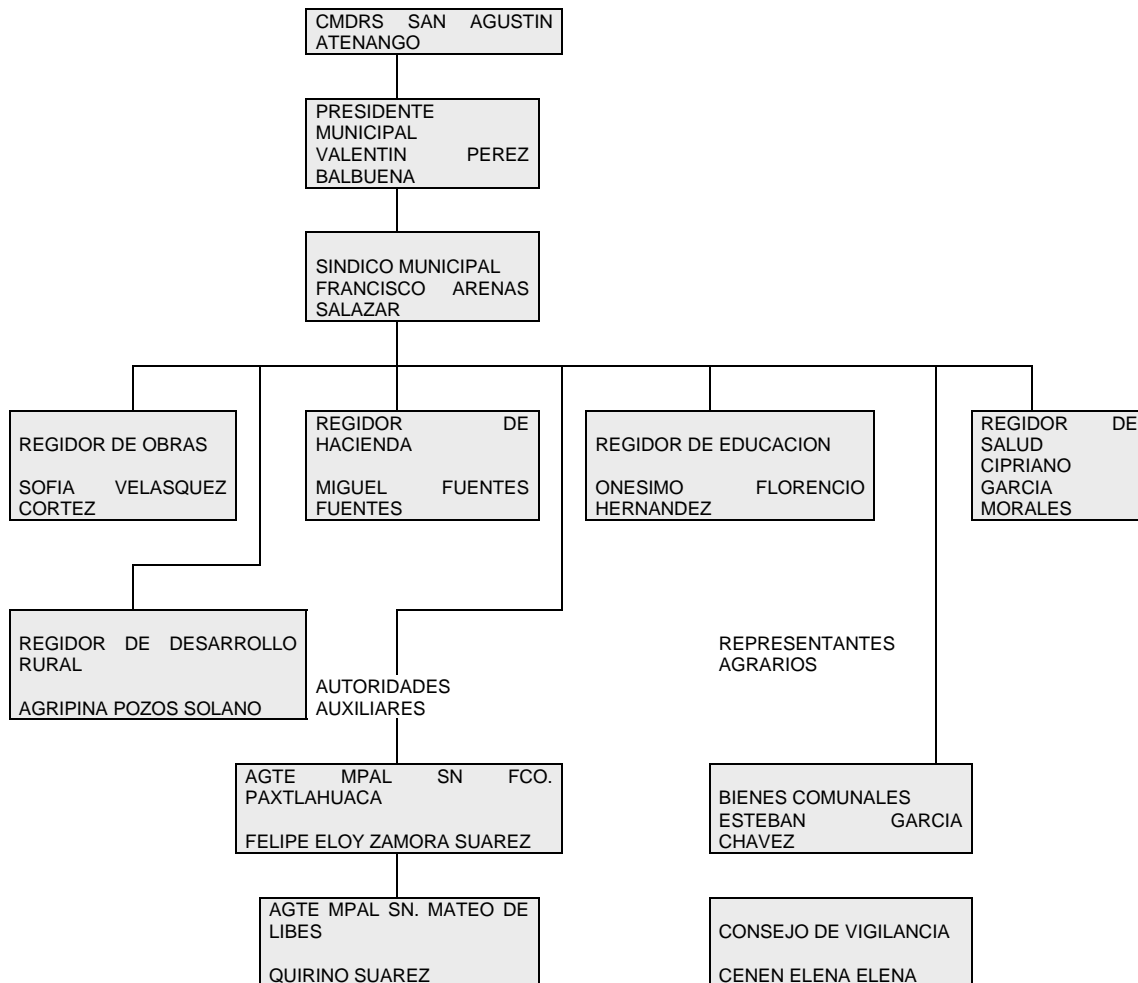 CMDRS SAN AGUSTIN
ATENANGO
PRESIDENTE
MUNICIPAL
VALENTIN PEREZ
BALBUENA
SINDICO MUNICIPAL
FRANCISCO ARENAS
SALAZAR
REGIDOR DE OBRAS
SOFIA VELASQUEZ
CORTEZ
REGIDOR DE
HACIENDA
MIGUEL FUENTES
FUENTES
REGIDOR DE EDUCACION
ONESIMO FLORENCIO
HERNANDEZ
REGIDOR DE
SALUD
CIPRIANO
GARCIA
MORALES
REGIDOR DE DESARROLLO
RURAL
AGRIPINA POZOS SOLANO
AUTORIDADES
AUXILIARES
REPRESENTANTES
AGRARIOS
AGTE MPAL SN FCO.
PAXTLAHUACA
FELIPE ELOY ZAMORA SUAREZ
BIENES COMUNALES
ESTEBAN GARCIA
CHAVEZ
AGTE MPAL SN. MATEO DE
LIBES
QUIRINO SUAREZ
CONSEJO DE VIGILANCIA
CENEN ELENA ELENA